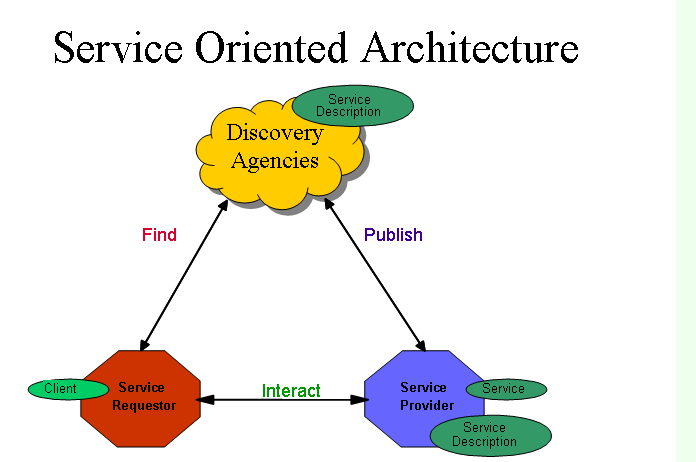 Service Oriented Architecture
Service
Description
Discovery
Agencies
Find
Publish
Client
Service
Requestor
Interact
Service
Provider
Service
Service
Description